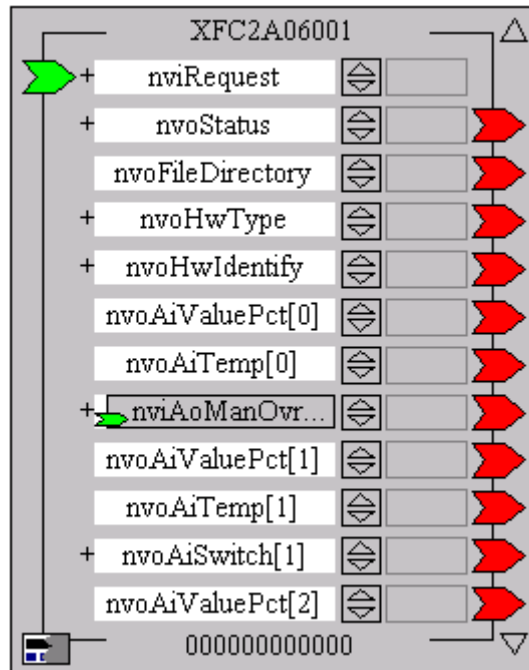 XFC2A06001
+ nviRequest
+ nvoStatus
nvoFileDirectory
+ nvoHwType
+ nvoHwIdentify
nvoAiValuePct[0]
nvoAiTemp[0]
+ nviAoManOvr...
nvoAiValuePct[1]
nvoAiTemp[1]
+ nvoAiSwitch[1]
nvoAiValuePct[2]
000000000000